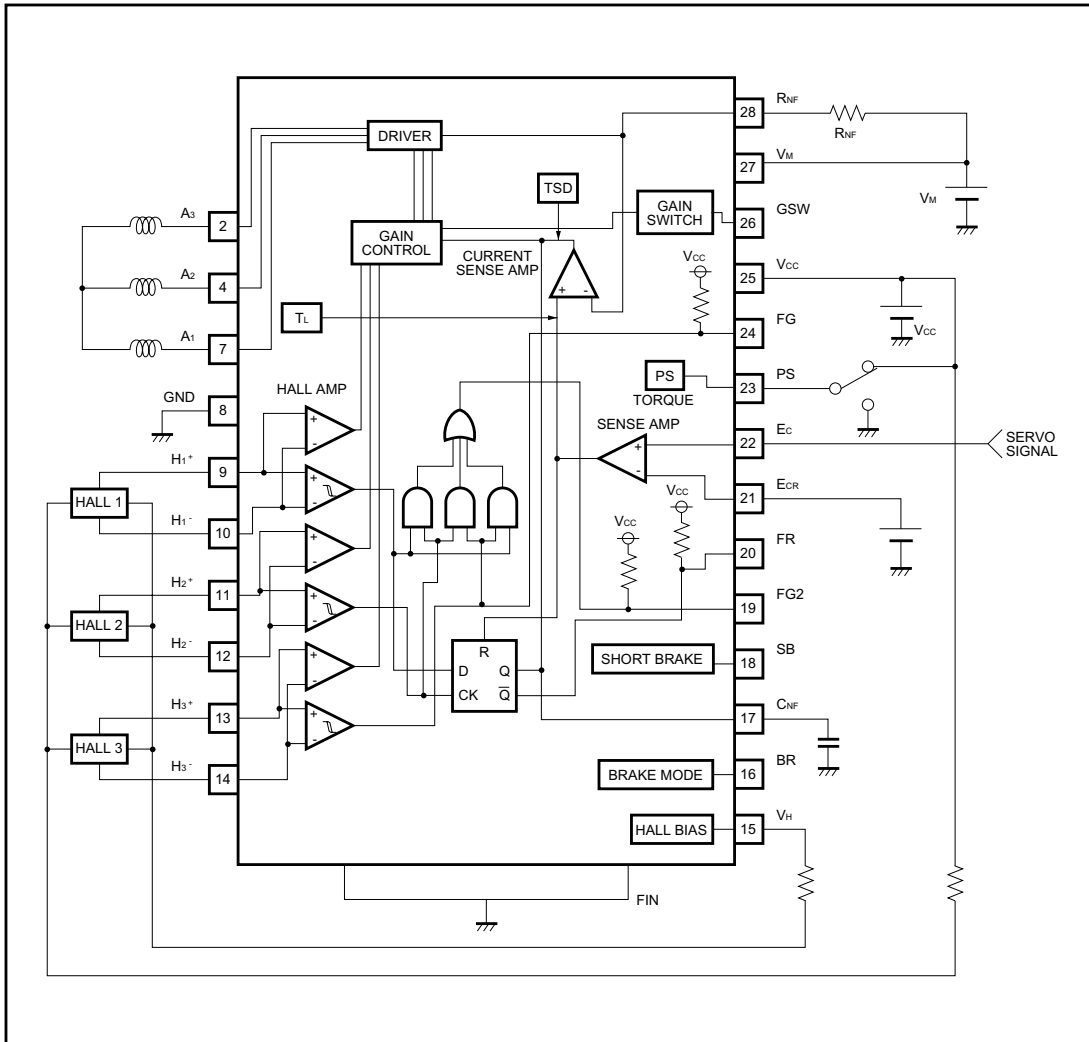 DRIVER
TSD
GAIN
SWITCH
GAIN
CONTROL
CURRENT
SENSE AMP
+
-
TL
HALL AMP
PS
TORQUE
SENSE AMP
+
-
VCC
VCC
VCC
R
D
Q
CK
Q̅
SHORT BRAKE
BRAKE MODE
HALL BIAS
A3
2
A2
4
A1
7
GND
8
H1+
9
H1-
10
H2+
11
H2-
12
H3+
13
H3-
14
HALL 1
HALL 2
HALL 3
+
-
+
-
+
-
+
-
+
-
+
-
28
RNF
RNF
27
VM
VM
26
GSW
25
VCC
VCC
24
FG
23
PS
22
EC
SERVO
SIGNAL
21
ECR
20
FR
19
FG2
18
SB
17
CNF
16
BR
15
VH
FIN